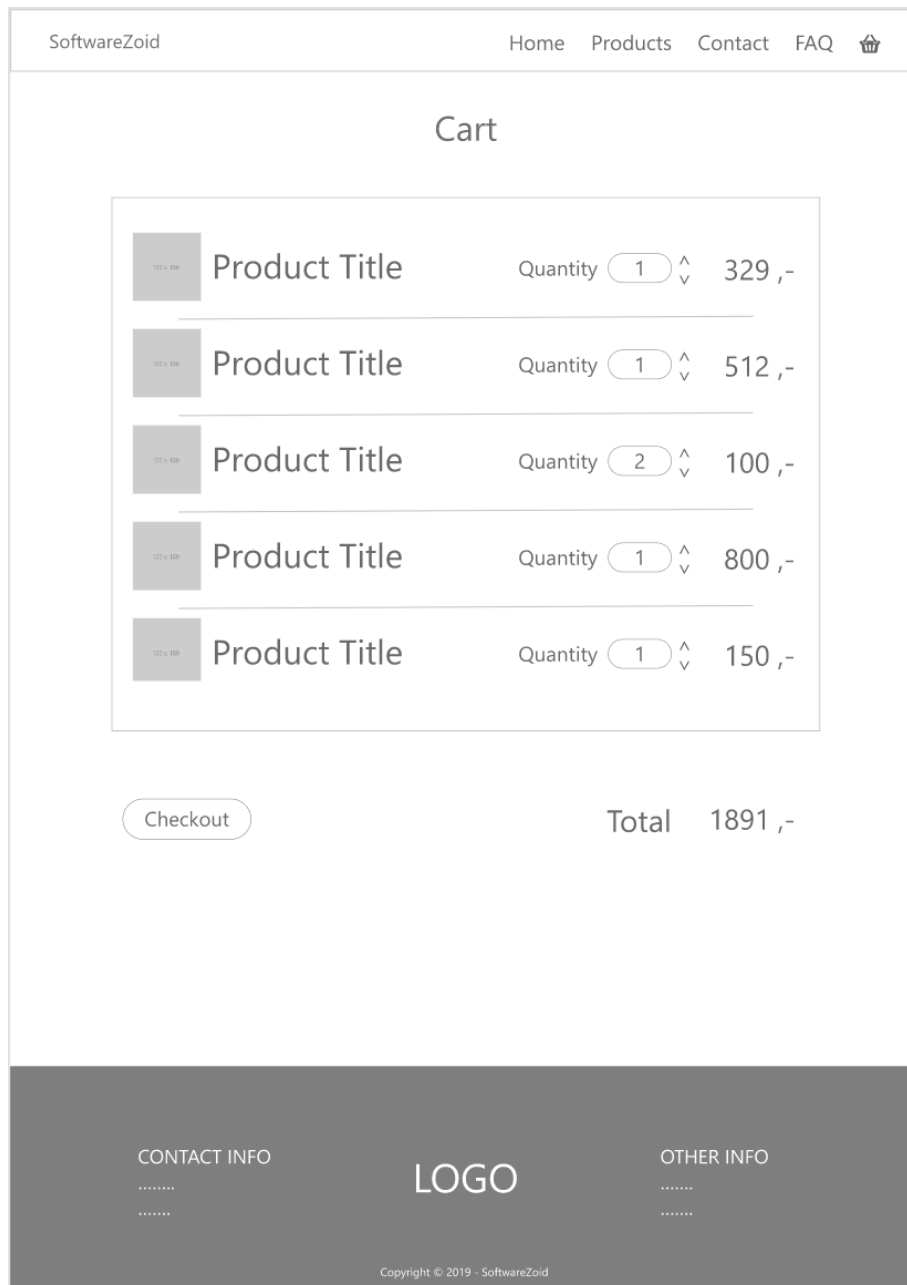 SoftwareZoid Home Products Contact FAQ
Cart
Product Title Quantity 1 329 ,-
Product Title Quantity 1 512 ,-
Product Title Quantity 2 100 ,-
Product Title Quantity 1 800 ,-
Product Title Quantity 1 150 ,-
Checkout Total 1891 ,-
CONTACT INFO LOGO OTHER INFO
........ .......
....... .......
Copyright © 2019 - SoftwareZoid